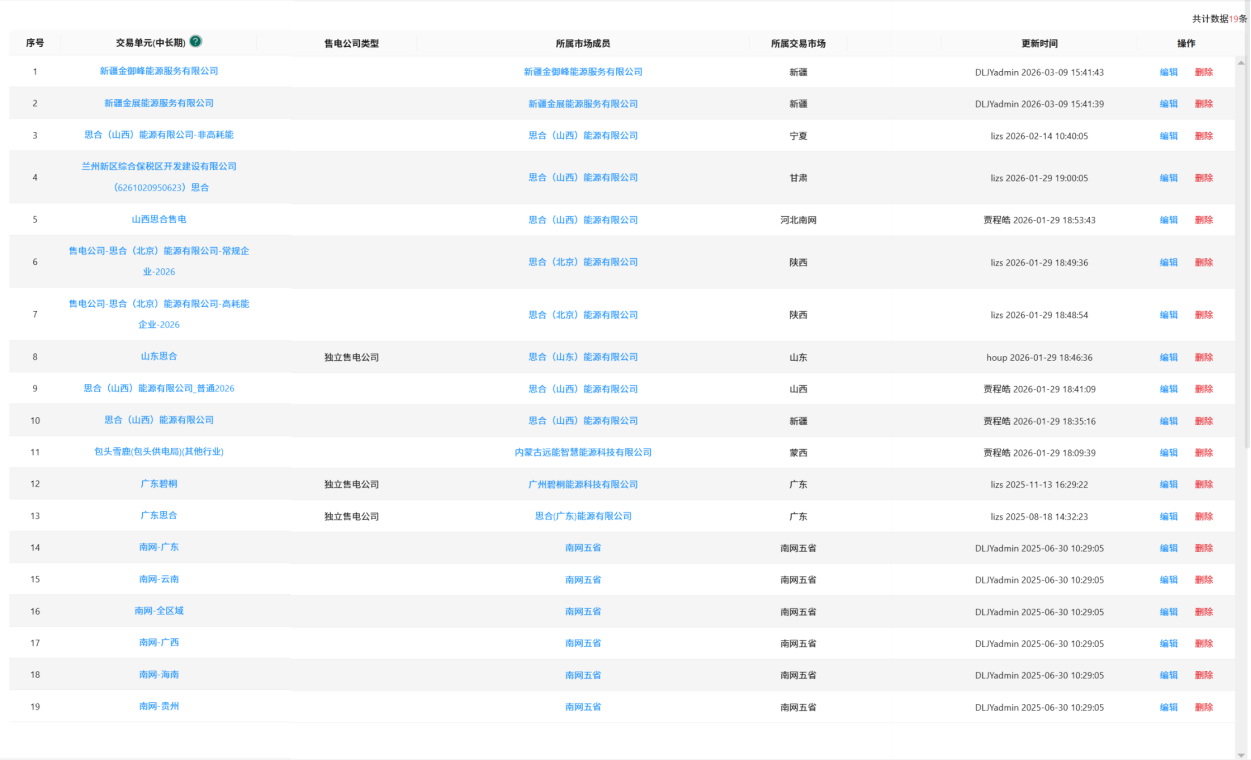 共计数据19条
序号 交易单元(中长期) ? 售电公司类型 所属市场成员 所属交易市场 更新时间 操作
1 新疆金御峰能源服务有限公司 新疆金御峰能源服务有限公司 新疆 DLJYadmin 2026-03-09 15:41:43 编辑 删除
2 新疆金展能源服务有限公司 新疆金展能源服务有限公司 新疆 DLJYadmin 2026-03-09 15:41:39 编辑 删除
3 思合（山西）能源有限公司-非高耗能 思合（山西）能源有限公司 宁夏 lizs 2026-02-14 10:40:05 编辑 删除
兰州新区综合保税区开发建设有限公司
4 思合（山西）能源有限公司 甘肃 lizs 2026-01-29 19:00:05 编辑 删除
（6261020950623）思合
5 山西思合售电 思合（山西）能源有限公司 河北南网 贾程皓 2026-01-29 18:53:43 编辑 删除
售电公司-思合（北京）能源有限公司-常规企
6 思合（北京）能源有限公司 陕西 lizs 2026-01-29 18:49:36 编辑 删除
业-2026
售电公司-思合（北京）能源有限公司-高耗能
7 思合（北京）能源有限公司 陕西 lizs 2026-01-29 18:48:54 编辑 删除
企业-2026
8 山东思合 独立售电公司 思合（山东）能源有限公司 山东 houp 2026-01-29 18:46:36 编辑 删除
9 思合（山西）能源有限公司_普通2026 思合（山西）能源有限公司 山西 贾程皓 2026-01-29 18:41:09 编辑 删除
10 思合（山西）能源有限公司 思合（山西）能源有限公司 新疆 贾程皓 2026-01-29 18:35:16 编辑 删除
11 包头雪鹿(包头供电局)(其他行业) 内蒙古远能智慧能源科技有限公司 蒙西 贾程皓 2026-01-29 18:09:39 编辑 删除
12 广东碧桐 独立售电公司 广州碧桐能源科技有限公司 广东 lizs 2025-11-13 16:29:22 编辑 删除
13 广东思合 独立售电公司 思合(广东)能源有限公司 广东 lizs 2025-08-18 14:32:23 编辑 删除
14 南网-广东 南网五省 南网五省 DLJYadmin 2025-06-30 10:29:05 编辑 删除
15 南网-云南 南网五省 南网五省 DLJYadmin 2025-06-30 10:29:05 编辑 删除
16 南网-全区域 南网五省 南网五省 DLJYadmin 2025-06-30 10:29:05 编辑 删除
17 南网-广西 南网五省 南网五省 DLJYadmin 2025-06-30 10:29:05 编辑 删除
18 南网-海南 南网五省 南网五省 DLJYadmin 2025-06-30 10:29:05 编辑 删除
19 南网-贵州 南网五省 南网五省 DLJYadmin 2025-06-30 10:29:05 编辑 删除